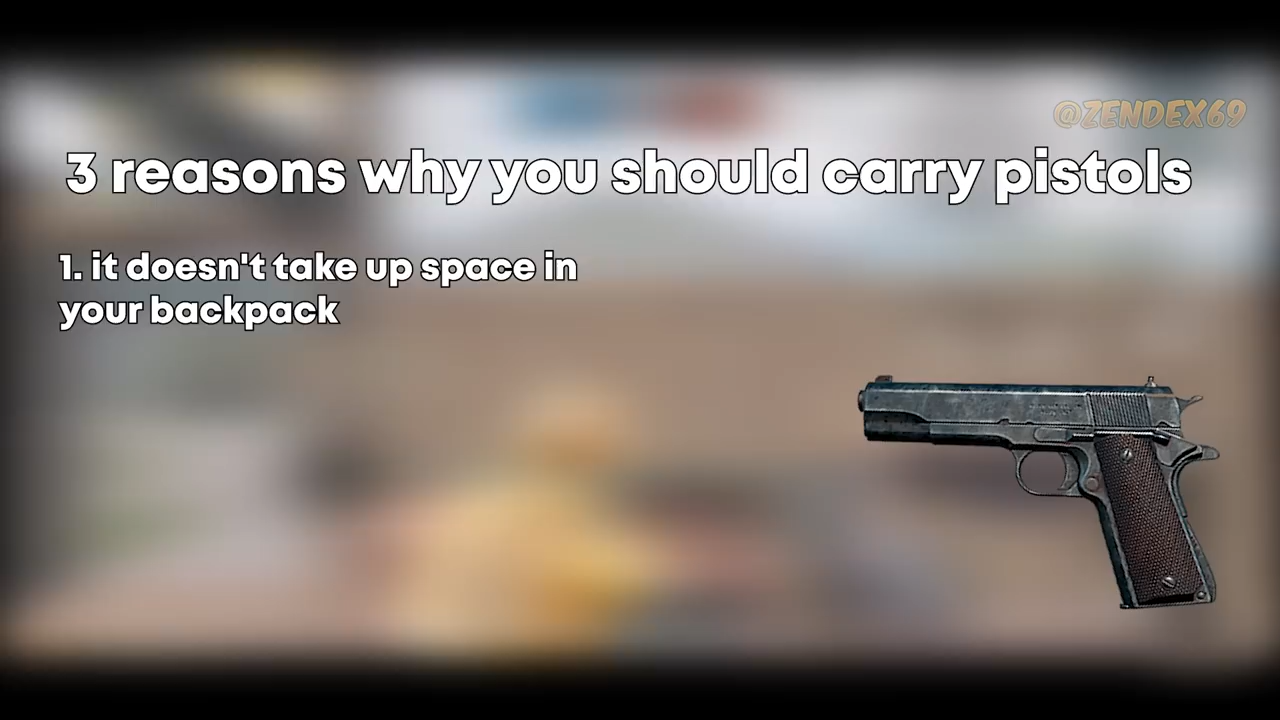 @ZENDEX69
3 reasons why you should carry pistols
1. it doesn't take up space in
your backpack